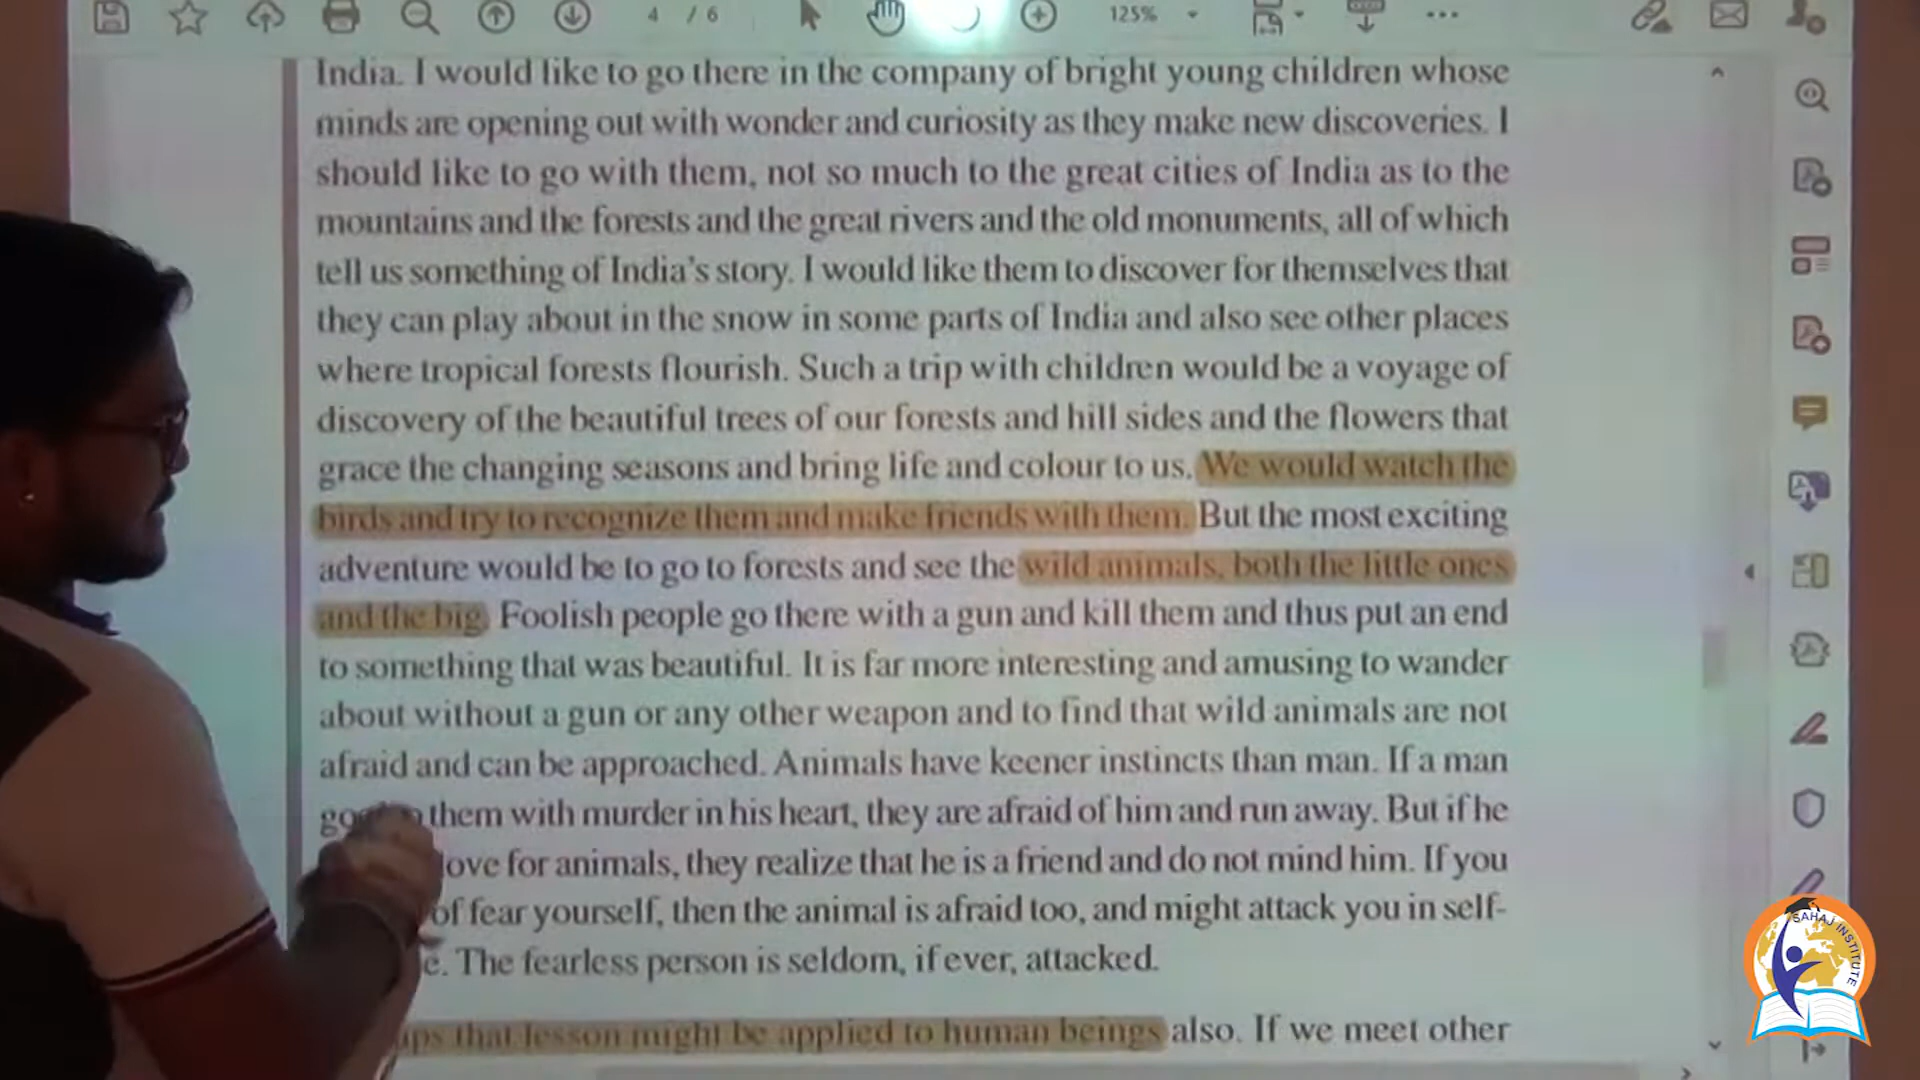 4 / 6
125%
India. I would like to go there in the company of bright young children whose
minds are opening out with wonder and curiosity as they make new discoveries. I
should like to go with them, not so much to the great cities of India as to the
mountains and the forests and the great rivers and the old monuments, all of which
tell us something of India's story. I would like them to discover for themselves that
they can play about in the snow in some parts of India and also see other places
where tropical forests flourish. Such a trip with children would be a voyage of
discovery of the beautiful trees of our forests and hill sides and the flowers that
grace the changing seasons and bring life and colour to us. We would watch the
birds and try to recognize them and make friends with them. But the most exciting
adventure would be to go to forests and see the wild animals, both the little ones
and the big. Foolish people go there with a gun and kill them and thus put an end
to something that was beautiful. It is far more interesting and amusing to wander
about without a gun or any other weapon and to find that wild animals are not
afraid and can be approached. Animals have keener instincts than man. If a man
them with murder in his heart, they are afraid of him and run away. But if he
love for animals, they realize that he is a friend and do not mind him. If you
of fear yourself, then the animal is afraid too, and might attack you in self-
e. The fearless person is seldom, if ever, attacked.
ups that lesson might be applied to human beings also. If we meet other
SAHAJ INSTITUTE